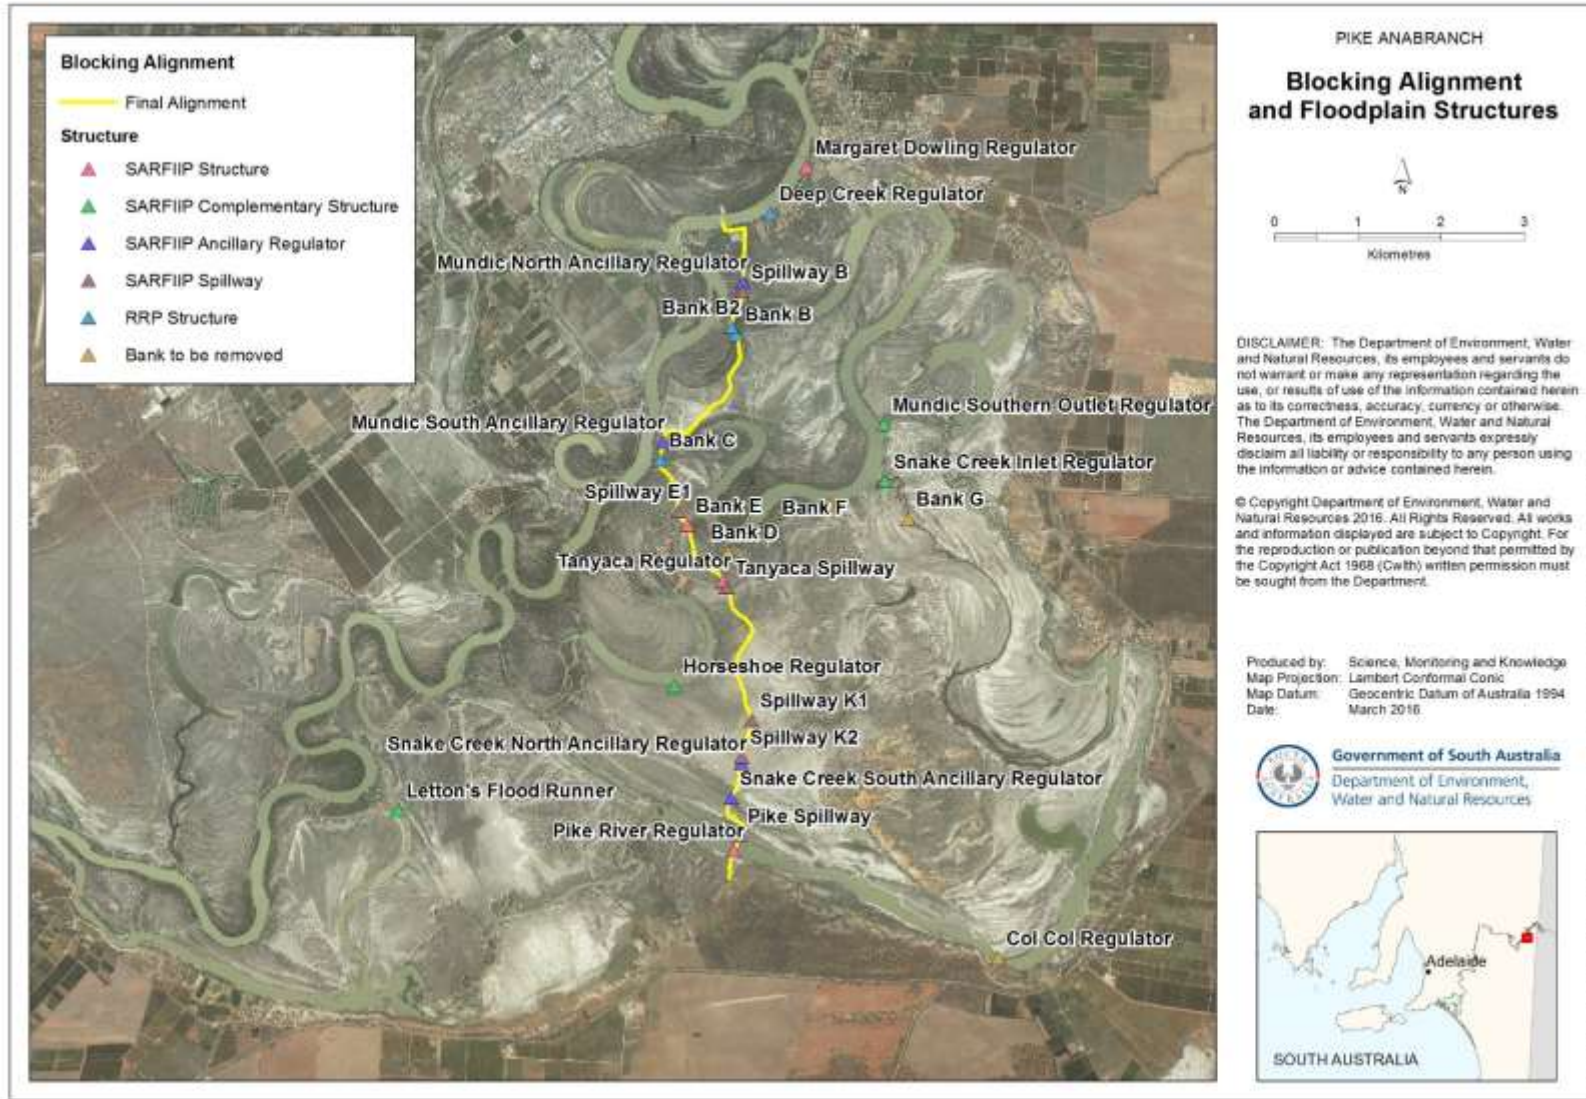 Blocking Alignment
Final Alignment
Structure
SARFIIP Structure
SARFIIP Complementary Structure
SARFIIP Ancillary Regulator
SARFIIP Spillway
RRP Structure
Bank to be removed
Margaret Dowling Regulator
Deep Creek Regulator
Mundic North Ancillary Regulator
Spillway B
Bank B2
Bank B
Mundic South Ancillary Regulator
Bank C
Mundic Southern Outlet Regulator
Snake Creek Inlet Regulator
Spillway E1
Bank E
Bank F
Bank G
Bank D
Tanyaca Regulator
Tanyaca Spillway
Horseshoe Regulator
Spillway K1
Spillway K2
Snake Creek North Ancillary Regulator
Snake Creek South Ancillary Regulator
Letton's Flood Runner
Pike Spillway
Pike River Regulator
Col Col Regulator
PIKE ANABRANCH
Blocking Alignment
and Floodplain Structures
N
0 1 2 3
Kilometres
DISCLAIMER: The Department of Environment, Water
and Natural Resources, its employees and servants do
not warrant or make any representation regarding the
use, or results of use of the information contained herein
as to its correctness, accuracy, currency or otherwise.
The Department of Environment, Water and Natural
Resources, its employees and servants expressly
disclaim all liability or responsibility to any person using
the information or advice contained herein.
© Copyright Department of Environment, Water and
Natural Resources 2016. All Rights Reserved. All works
and information displayed are subject to Copyright. For
the reproduction or publication beyond that permitted by
the Copyright Act 1968 (Cwlth) written permission must
be sought from the Department.
Produced by: Science, Monitoring and Knowledge
Map Projection: Lambert Conformal Conic
Map Datum: Geocentric Datum of Australia 1994
Date: March 2016
Government of South Australia
Department of Environment,
Water and Natural Resources
Adelaide
SOUTH AUSTRALIA